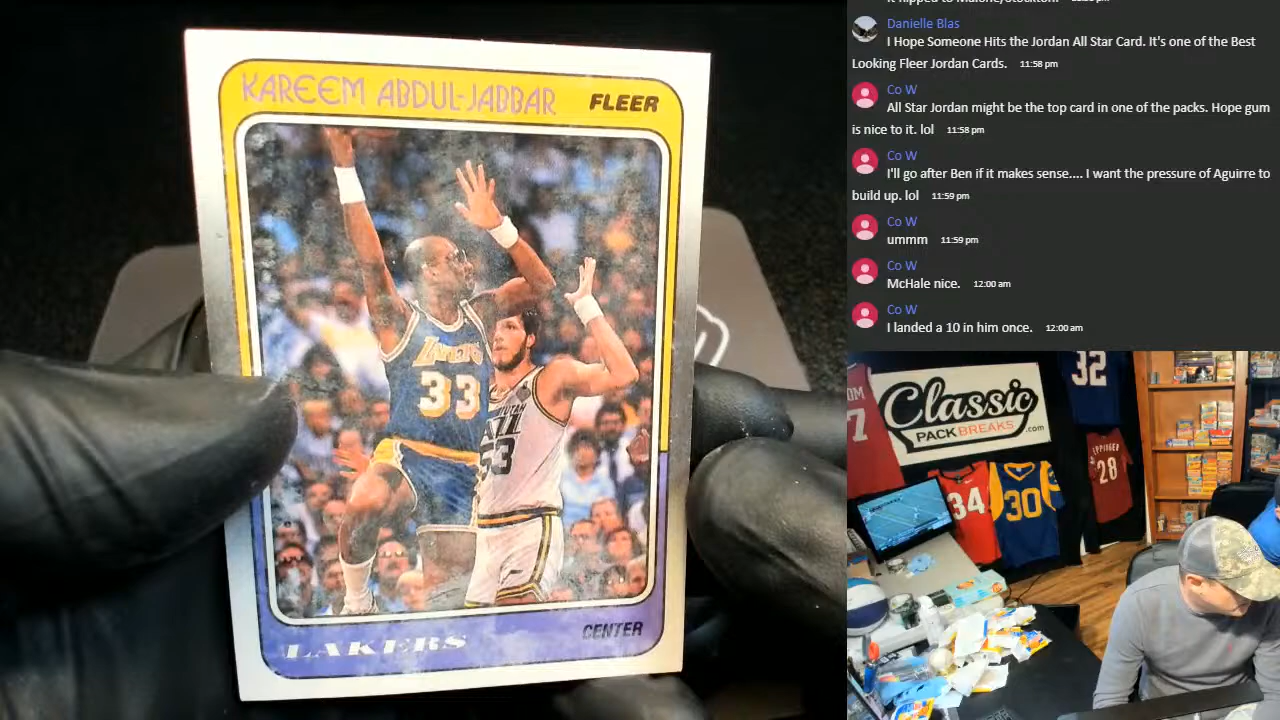 KAREEM ABDUL-JABBAR
FLEER
LAKERS
33
53
LAKERS
CENTER
Danielle Blas
I Hope Someone Hits the Jordan All Star Card. It's one of the Best
Looking Fleer Jordan Cards. 11:58 pm
Co W
All Star Jordan might be the top card in one of the packs. Hope gum
is nice to it. lol 11:58 pm
Co W
I'll go after Ben if it makes sense.... I want the pressure of Aguirre to
build up. lol 11:59 pm
Co W
ummm 11:59 pm
Co W
McHale nice. 12:00 am
Co W
I landed a 10 in him once. 12:00 am
32
7
Classic
PACKBREAKS.com
34
30
28